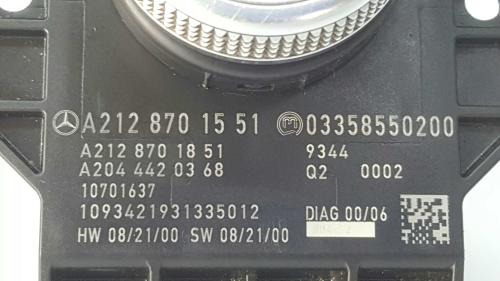 A212 870 15 51 03358550200
A212 870 18 51 9344
A204 442 03 68 Q2 0002
10701637
1093421931335012 DIAG 00/06
HW 08/21/00 SW 08/21/00